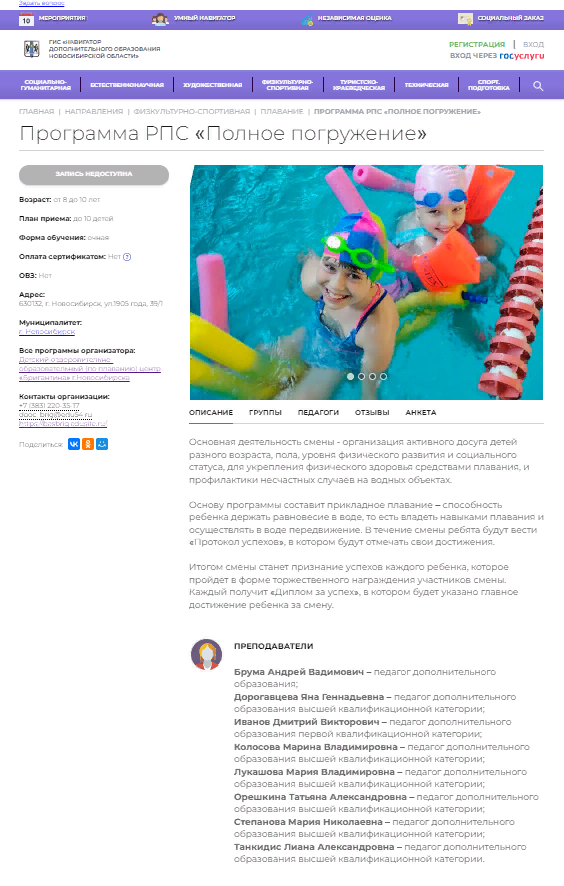 Задать вопрос
10 МЕРОПРИЯТИЯ
УМНЫЙ НАВИГАТОР
НЕЗАВИСИМАЯ ОЦЕНКА
СОЦИАЛЬНЫЙ ЗАКАЗ
ГИС «НАВИГАТОР
ДОПОЛНИТЕЛЬНОГО ОБРАЗОВАНИЯ
НОВОСИБИРСКОЙ ОБЛАСТИ»
РЕГИСТРАЦИЯ | ВХОД
ВХОД ЧЕРЕЗ госуслуги
СОЦИАЛЬНО-
ГУМАНИТАРНАЯ
ЕСТЕСТВЕННОНАУЧНАЯ
ХУДОЖЕСТВЕННАЯ
ФИЗКУЛЬТУРНО-
СПОРТИВНАЯ
ТУРИСТСКО-
КРАЕВЕДЧЕСКАЯ
ТЕХНИЧЕСКАЯ
СПОРТ.
ПОДГОТОВКА
ГЛАВНАЯ | НАПРАВЛЕНИЯ | ФИЗКУЛЬТУРНО-СПОРТИВНАЯ | ПЛАВАНИЕ | ПРОГРАММА РПС «ПОЛНОЕ ПОГРУЖЕНИЕ»
Программа РПС «Полное погружение»
ЗАПИСЬ НЕДОСТУПНА
Возраст: от 8 до 10 лет
План приема: до 10 детей
Форма обучения: очная
Оплата сертификатом: Нет ?
ОВЗ: Нет
Адрес:
630132, г. Новосибирск, ул.1905 года, 39/1
Муниципалитет:
г. Новосибирск
Все программы организатора:
Детский оздоровительно-
образовательный (по плаванию) центр
«Бригантина» г.Новосибирска
Контакты организации:
+7 (383) 220-33-17
dooc_brig@edu54.ru
Поделиться:
ОПИСАНИЕ ГРУППЫ ПЕДАГОГИ ОТЗЫВЫ АНКЕТА
Основная деятельность смены - организация активного досуга детей
разного возраста, пола, уровня физического развития и социального
статуса, для укрепления физического здоровья средствами плавания, и
профилактики несчастных случаев на водных объектах.
Основу программы составит прикладное плавание – способность
ребенка держать равновесие в воде, то есть владеть навыками плавания и
осуществлять в воде передвижение. В течение смены ребята будут вести
«Протокол успехов», в котором будут отмечать свои достижения.
Итогом смены станет признание успехов каждого ребенка, которое
пройдет в форме торжественного награждения участников смены.
Каждый получит «Диплом за успех», в котором будет указано главное
достижение ребенка за смену.
ПРЕПОДАВАТЕЛИ
Брума Андрей Вадимович – педагог дополнительного
образования;
Дорогавцева Яна Геннадьевна – педагог дополнительного
образования высшей квалификационной категории;
Иванов Дмитрий Викторович – педагог дополнительного
образования первой квалификационной категории;
Колосова Марина Владимировна – педагог дополнительного
образования высшей квалификационной категории;
Лукашова Мария Владимировна – педагог дополнительного
образования высшей квалификационной категории;
Орешкина Татьяна Александровна – педагог дополнительного
образования высшей квалификационной категории;
Степанова Мария Николаевна – педагог дополнительного
образования высшей квалификационной категории;
Танкидис Лиана Александровна – педагог дополнительного
образования высшей квалификационной категории.